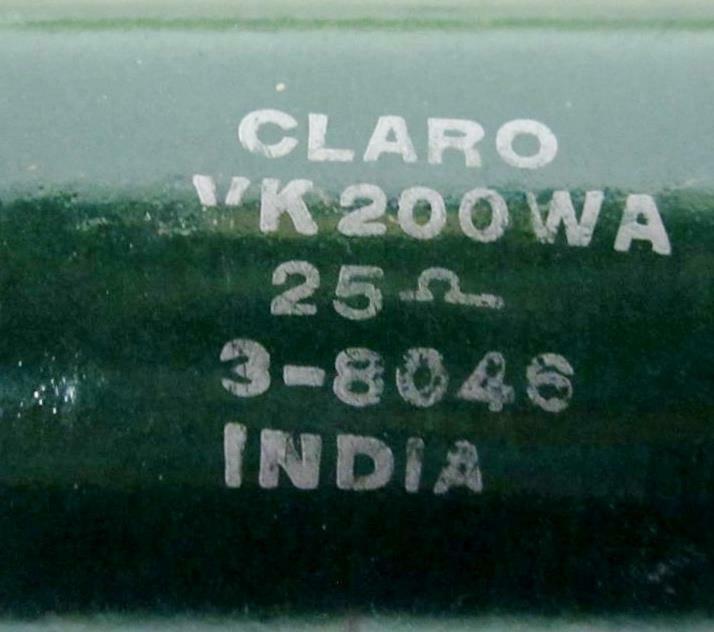 CLARO
VK200WA
25Ω
3-8046
INDIA